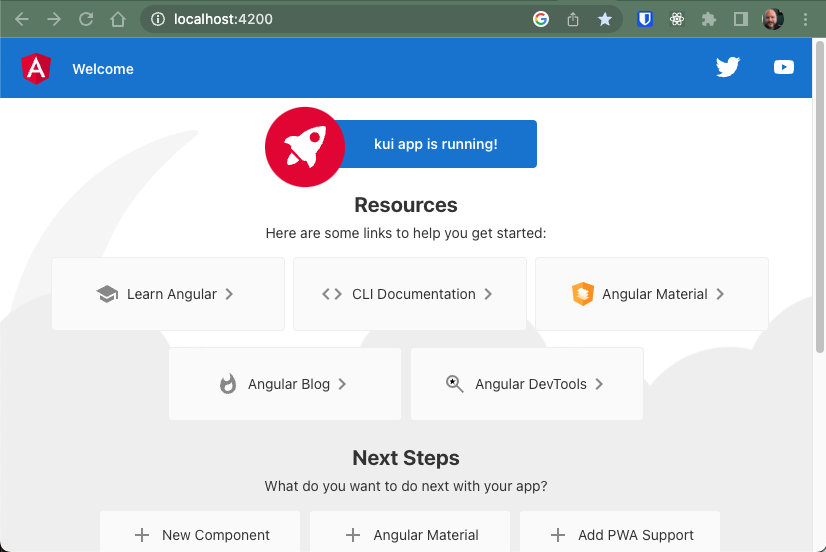 localhost:4200
Welcome
kui app is running!
Resources
Here are some links to help you get started:
Learn Angular
CLI Documentation
Angular Material
Angular Blog
Angular DevTools
Next Steps
What do you want to do next with your app?
New Component
Angular Material
Add PWA Support